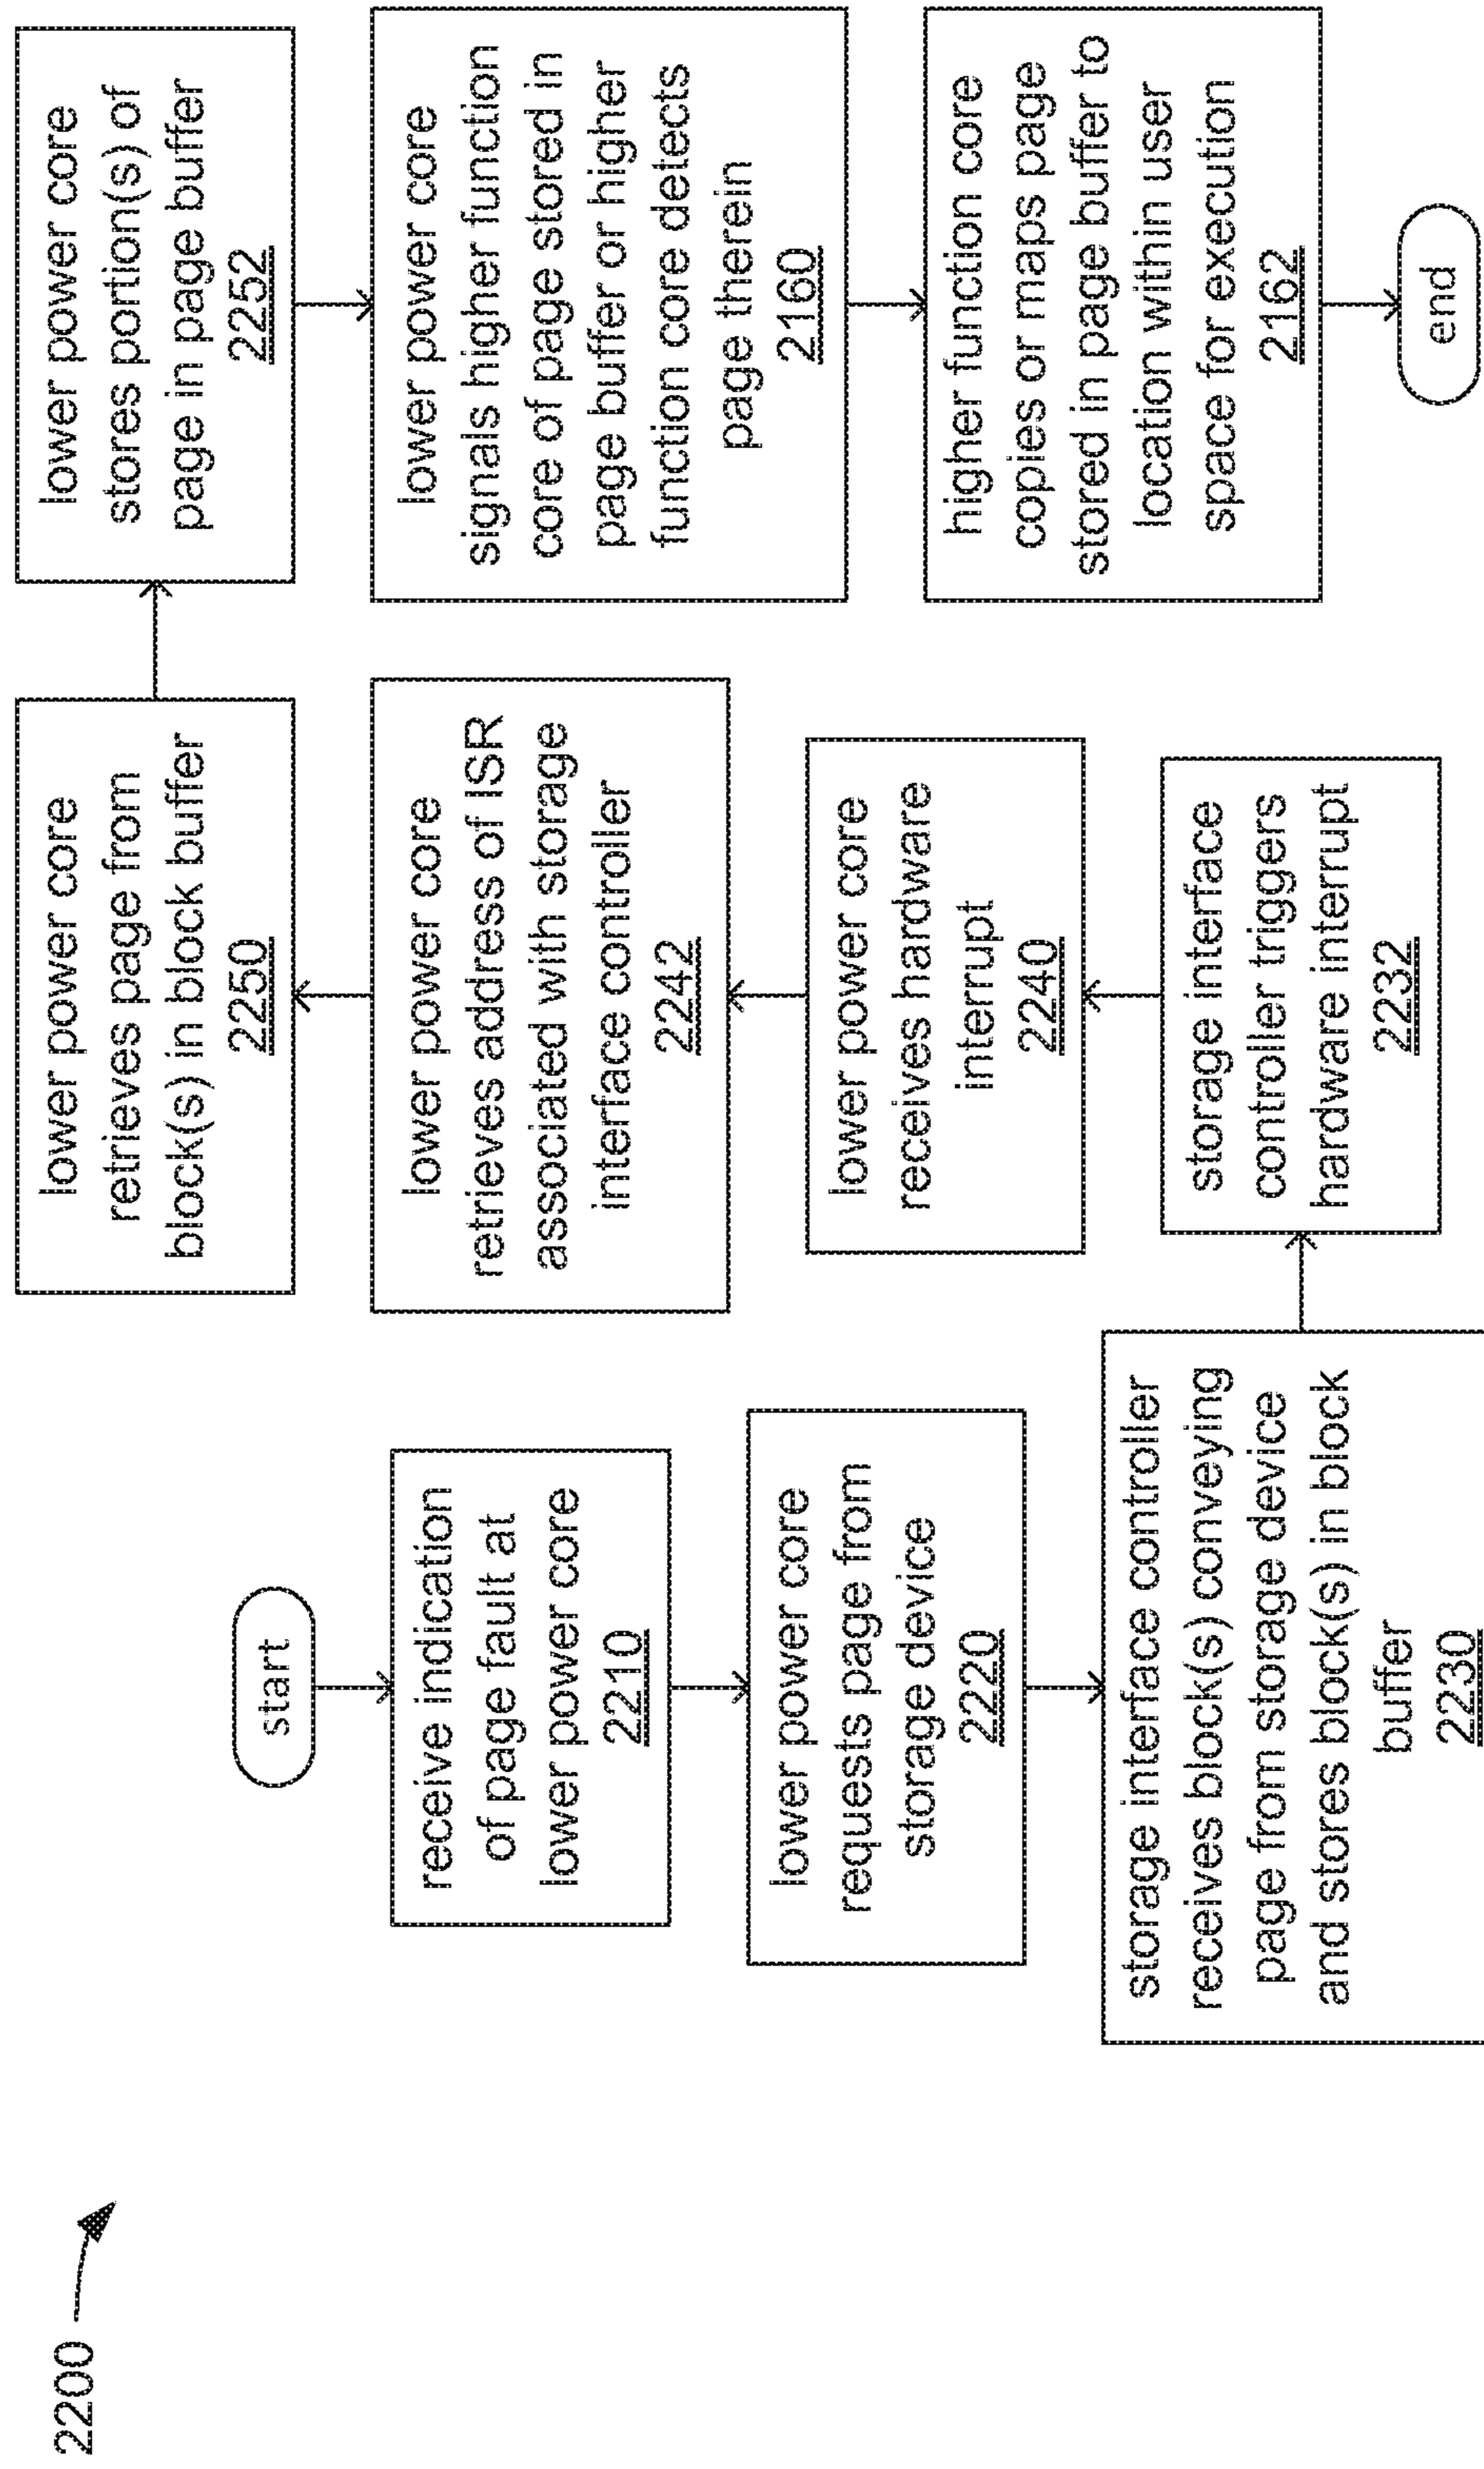 2200
start
receive indication
of page fault at
lower power core
2210
lower power core
requests page from
storage device
2220
storage interface controller
receives block(s) conveying
page from storage device
and stores block(s) in block
buffer
2230
storage interface
controller triggers
hardware interrupt
2232
lower power core
receives hardware
interrupt
2240
lower power core
retrieves address of ISR
associated with storage
interface controller
2242
lower power core
retrieves page from
block(s) in block buffer
2250
lower power core
stores portion(s) of
page in page buffer
2252
lower power core
signals higher function
core of page stored in
page buffer or higher
function core detects
page therein
2160
higher function core
copies or maps page
stored in page buffer to
location within user
space for execution
2162
end